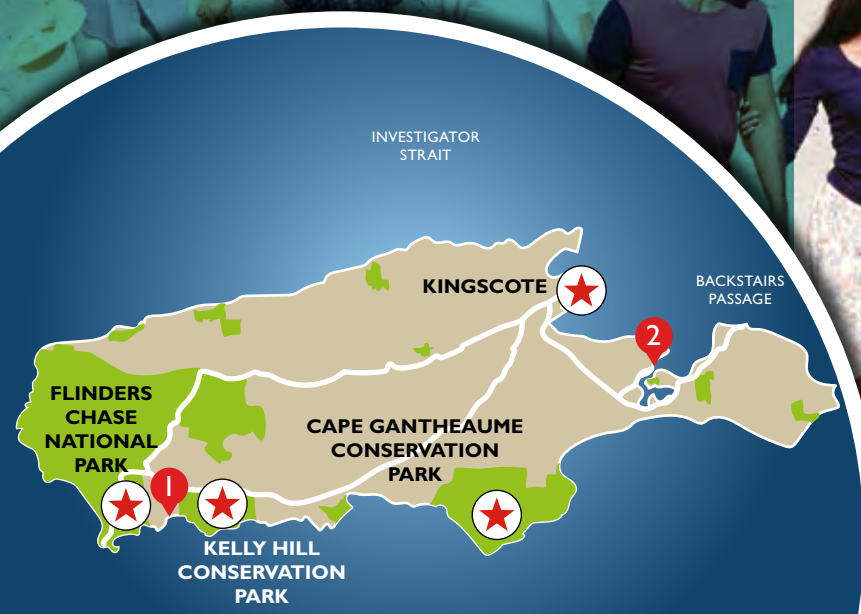 INVESTIGATOR
STRAIT
KINGSCOTE
BACKSTAIRS
PASSAGE
2
FLINDERS
CHASE
NATIONAL
PARK
CAPE GANTHEAUME
CONSERVATION
PARK
1
KELLY HILL
CONSERVATION
PARK